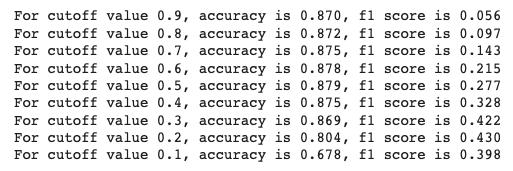 For cutoff value 0.9, accuracy is 0.870, f1 score is 0.056
For cutoff value 0.8, accuracy is 0.872, f1 score is 0.097
For cutoff value 0.7, accuracy is 0.875, f1 score is 0.143
For cutoff value 0.6, accuracy is 0.878, f1 score is 0.215
For cutoff value 0.5, accuracy is 0.879, f1 score is 0.277
For cutoff value 0.4, accuracy is 0.875, f1 score is 0.328
For cutoff value 0.3, accuracy is 0.869, f1 score is 0.422
For cutoff value 0.2, accuracy is 0.804, f1 score is 0.430
For cutoff value 0.1, accuracy is 0.678, f1 score is 0.398